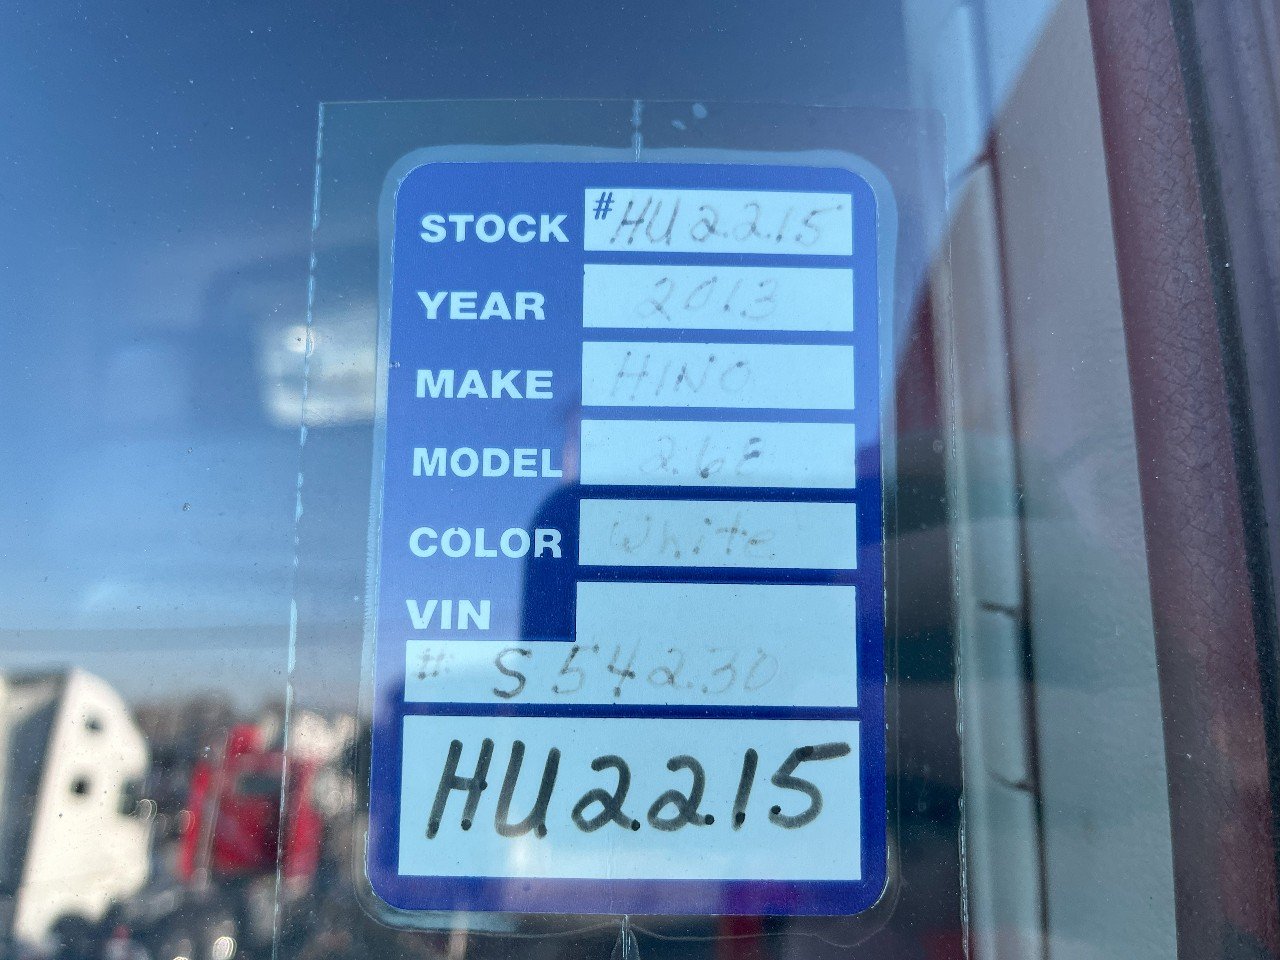 STOCK #HU2215
YEAR 2013
MAKE HINO
MODEL 268
COLOR White
VIN
# S54230
HU2215